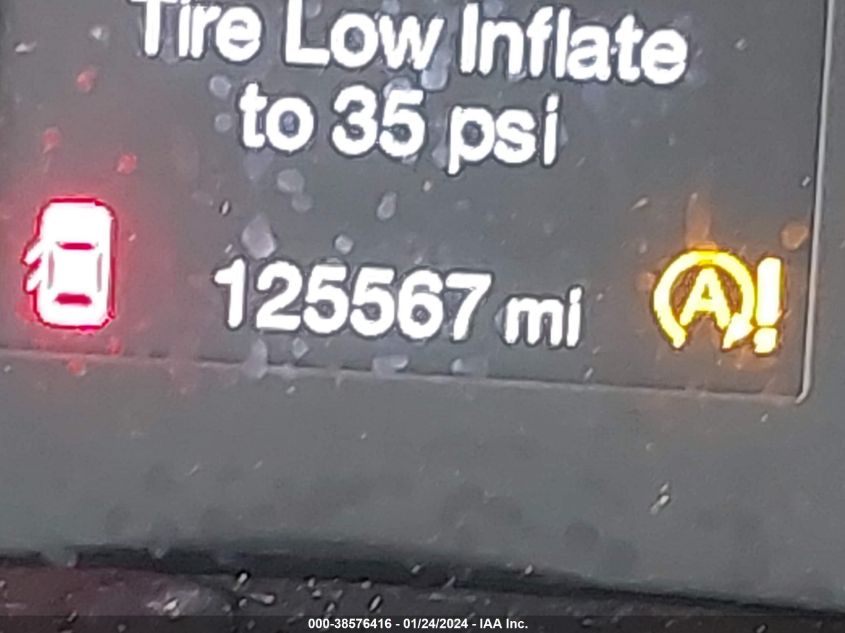 Tire Low Inflate
to 35 psi
125567 mi
A!
000-38576416 - 01/24/2024 - IAA Inc.